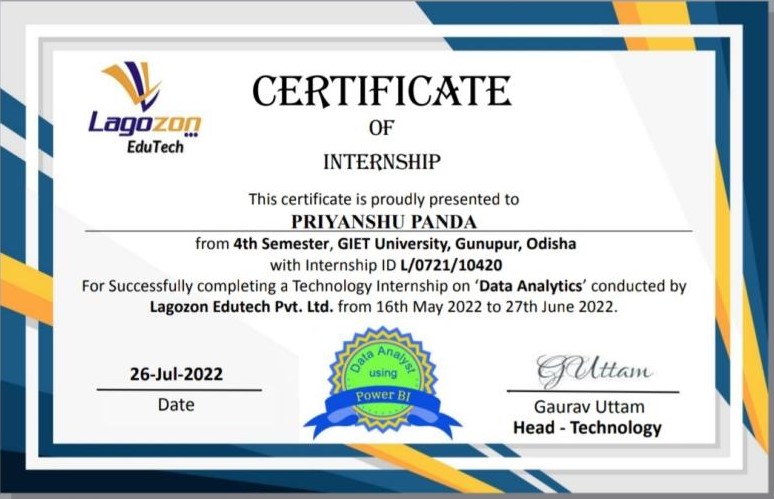 Lagozon
EduTech
CERTIFICATE
OF
INTERNSHIP
This certificate is proudly presented to
PRIYANSHU PANDA
from 4th Semester, GIET University, Gunupur, Odisha
with Internship ID L/0721/10420
For Successfully completing a Technology Internship on ‘Data Analytics’ conducted by
Lagozon Edutech Pvt. Ltd. from 16th May 2022 to 27th June 2022.
26-Jul-2022
Date
Data Analyst
using
Power BI
GUttam
Gaurav Uttam
Head - Technology